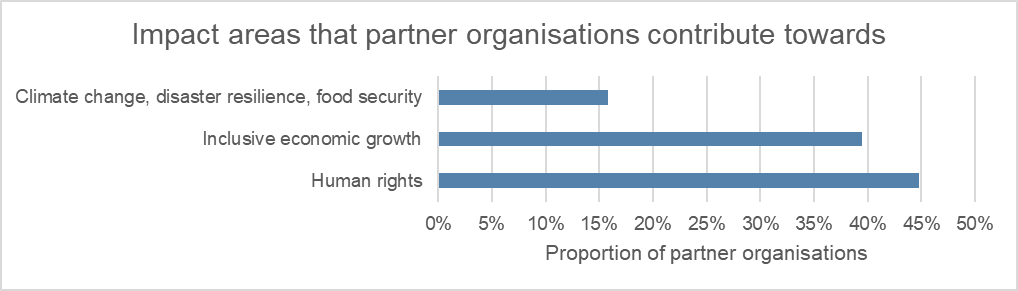 Impact areas that partner organisations contribute towards
Climate change, disaster resilience, food security
Inclusive economic growth
Human rights
0% 5% 10% 15% 20% 25% 30% 35% 40% 45% 50%
Proportion of partner organisations